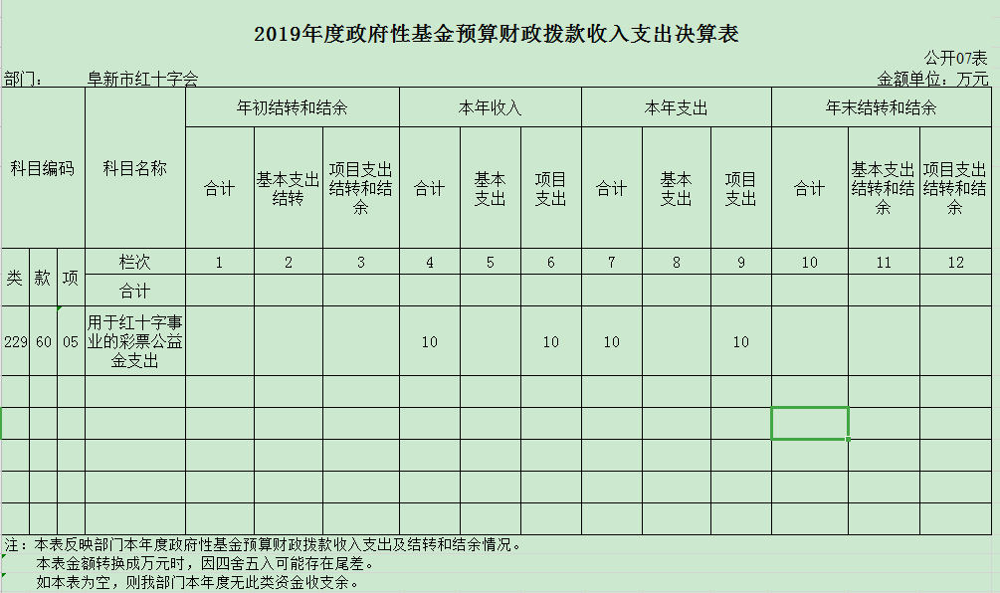 2019年度政府性基金预算财政拨款收入支出决算表
公开07表
部门： 阜新市红十字会 金额单位：万元
科目编码 科目名称 年初结转和结余 本年收入 本年支出 年末结转和结余
合计 基本支出结转 项目支出结转和结余 合计 基本支出 项目支出 合计 基本支出 项目支出 合计 基本支出结转和结余 项目支出结转和结余
类 款 项 栏次 1 2 3 4 5 6 7 8 9 10 11 12
合计
229 60 05 用于红十字事业的彩票公益金支出 10 10 10 10
注：本表反映部门本年度政府性基金预算财政拨款收入支出及结转和结余情况。
本表金额转换成万元时，因四舍五入可能存在尾差。
如本表为空，则我部门本年度无此类资金收支余。